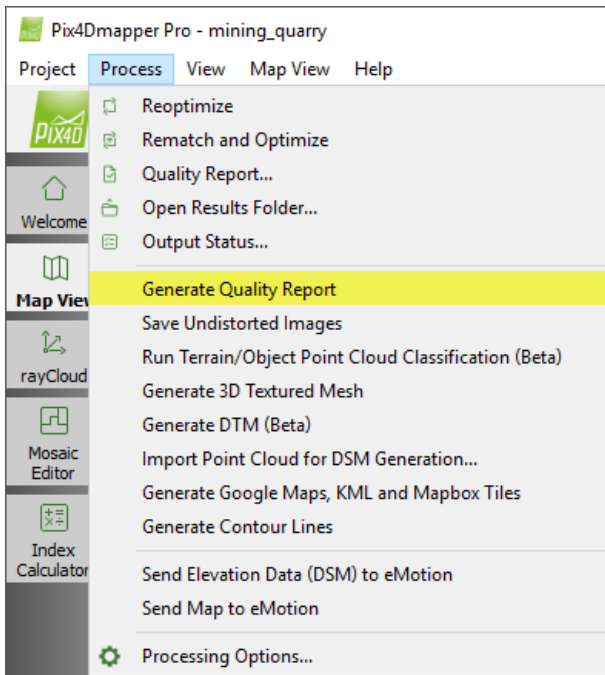 Pix4Dmapper Pro - mining_quarry
Project Process View Map View Help
PIX4D
Welcome
Map View
rayCloud
Mosaic
Editor
Index
Calculator
Reoptimize
Rematch and Optimize
Quality Report...
Open Results Folder...
Output Status...
Generate Quality Report
Save Undistorted Images
Run Terrain/Object Point Cloud Classification (Beta)
Generate 3D Textured Mesh
Generate DTM (Beta)
Import Point Cloud for DSM Generation...
Generate Google Maps, KML and Mapbox Tiles
Generate Contour Lines
Send Elevation Data (DSM) to eMotion
Send Map to eMotion
Processing Options...